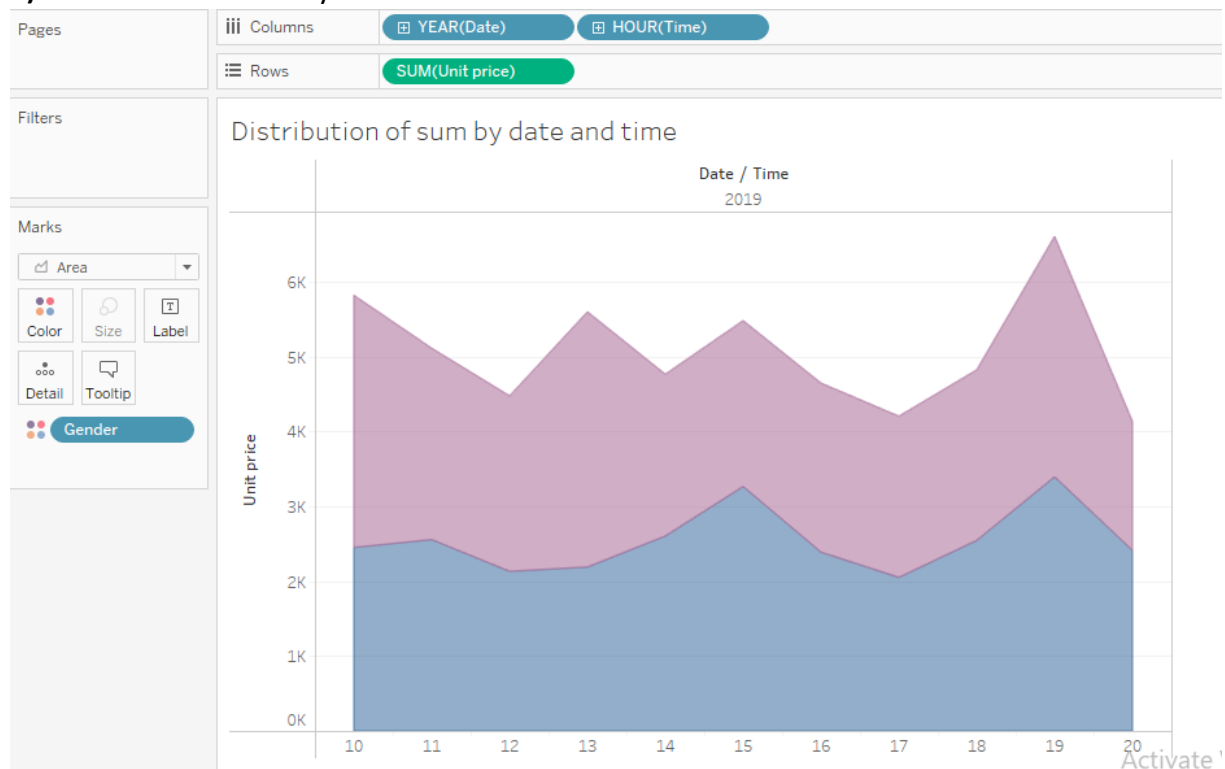 Pages
iii Columns
YEAR(Date)
HOUR(Time)
Rows
SUM(Unit price)
Filters
Distribution of sum by date and time
Date / Time
2019
Marks
Area
Color
Size
T
Label
Detail
Tooltip
Gender
Unit price
6K
5K
4K
3K
2K
1K
0K
10 11 12 13 14 15 16 17 18 19 20
Activate